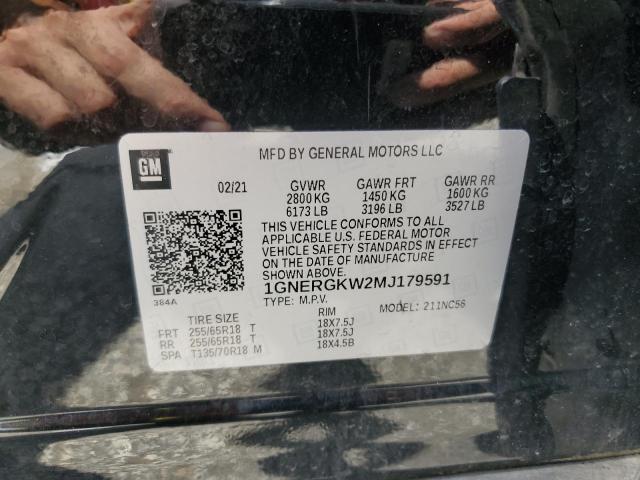 GM
MFD BY GENERAL MOTORS LLC
02/21 GVWR GAWR FRT GAWR RR
2800 KG 1450 KG 1600 KG
6173 LB 3196 LB 3527 LB
THIS VEHICLE CONFORMS TO ALL
APPLICABLE U.S. FEDERAL MOTOR
VEHICLE SAFETY STANDARDS IN EFFECT
ON THE DATE OF MANUFACTURE
SHOWN ABOVE.
384A
1GNERGKW2MJ179591
TYPE: M.P.V. MODEL: 211NC56
TIRE SIZE RIM
FRT 255/65R18 T 18X7.5J
RR 255/65R18 T 18X7.5J
SPA T135/70R18 M 18X4.5B